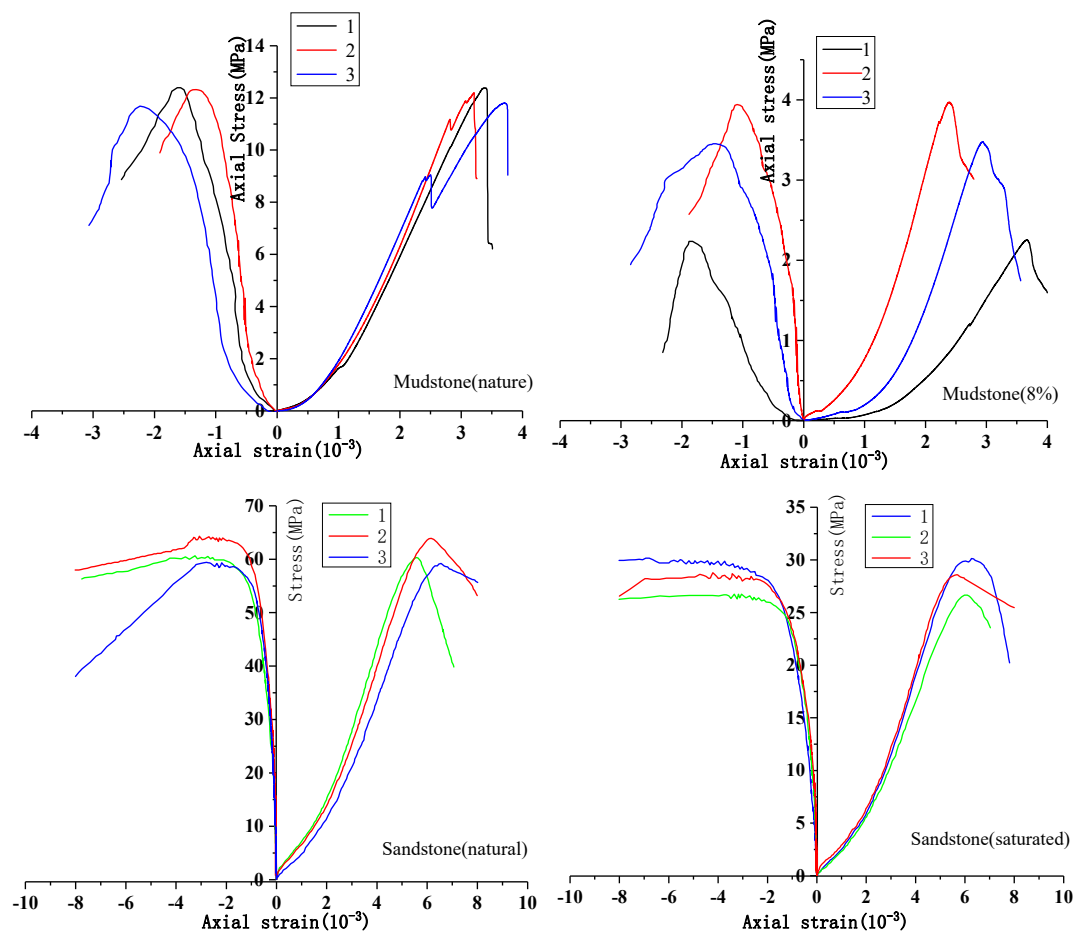 1
2
3
14
12
10
8
6
4
2
0
Axial Stress(MPa)
Mudstone(nature)
-4 -3 -2 -1 0 1 2 3 4
Axial strain(10⁻³)
1
2
3
4
3
2
1
0
Axial stress(MPa)
Mudstone(8%)
-4 -3 -2 -1 0 1 2 3 4
Axial strain(10⁻³)
1
2
3
70
60
50
40
30
20
10
0
Stress(MPa)
Sandstone(natural)
-10 -8 -6 -4 -2 0 2 4 6 8 10
Axial strain(10⁻³)
1
2
3
35
30
25
20
15
10
5
0
Stress(MPa)
Sandstone(saturated)
-10 -8 -6 -4 -2 0 2 4 6 8 10
Axial strain(10⁻³)